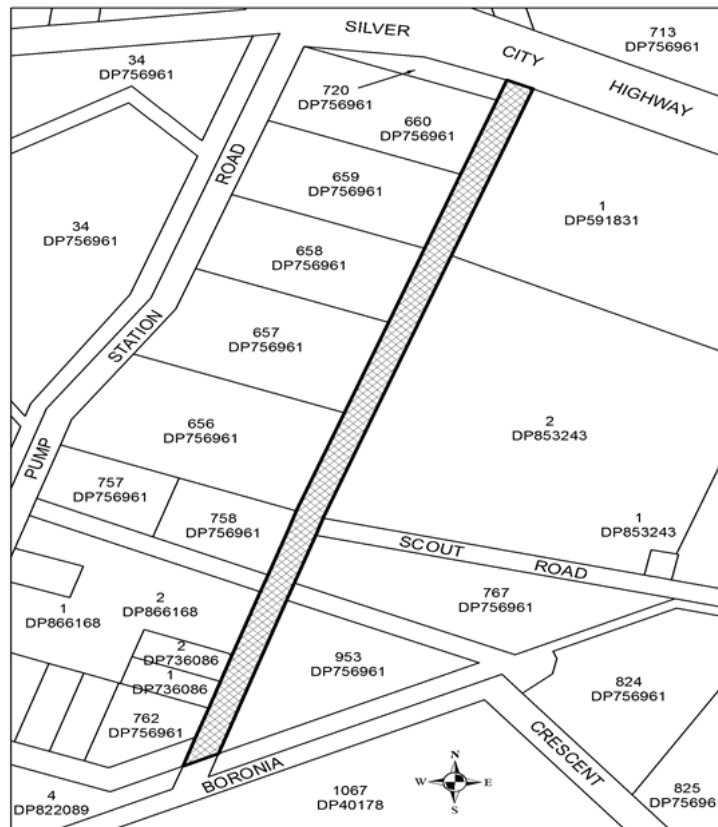 SILVER
CITY
HIGHWAY
713
DP756961
34
DP756961
720
DP756961
660
DP756961
ROAD
659
DP756961
1
DP591831
34
DP756961
658
DP756961
STATION
657
DP756961
656
DP756961
2
DP853243
PUMP
757
DP756961
758
DP756961
1
DP853243
SCOUT
ROAD
1
DP866168
2
DP866168
767
DP756961
2
DP736086
1
DP736086
953
DP756961
762
DP756961
824
DP756961
BORONIA
CRESCENT
4
DP822089
1067
DP40178
N
W
E
S
825
DP756961